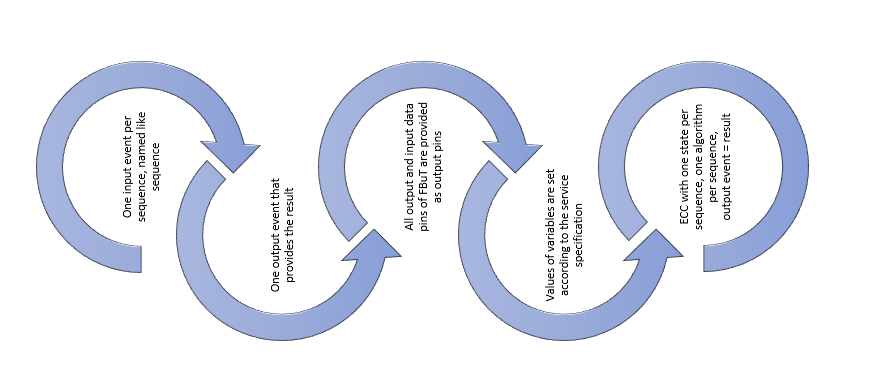 One input event per
sequence, named like
sequence
One output event that
provides the result
All output and input data
pins of FBuT are provided
as output pins
Values of variables are set
according to the service
specification
ECC with one state per
sequence, one algorithm
per sequence,
output event = result